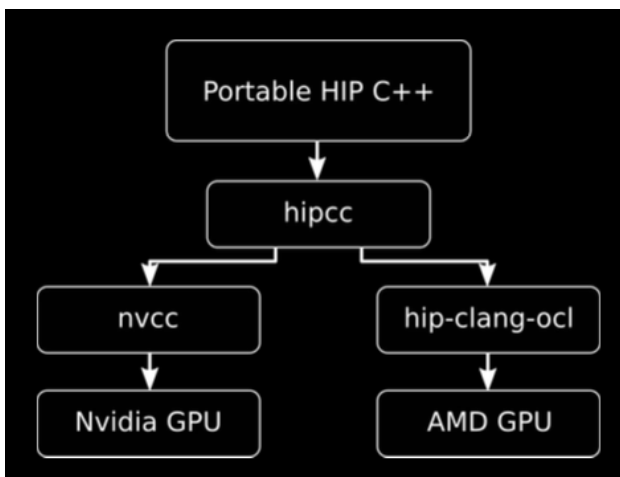 Portable HIP C++
hipcc
nvcc
hip-clang-ocl
Nvidia GPU
AMD GPU